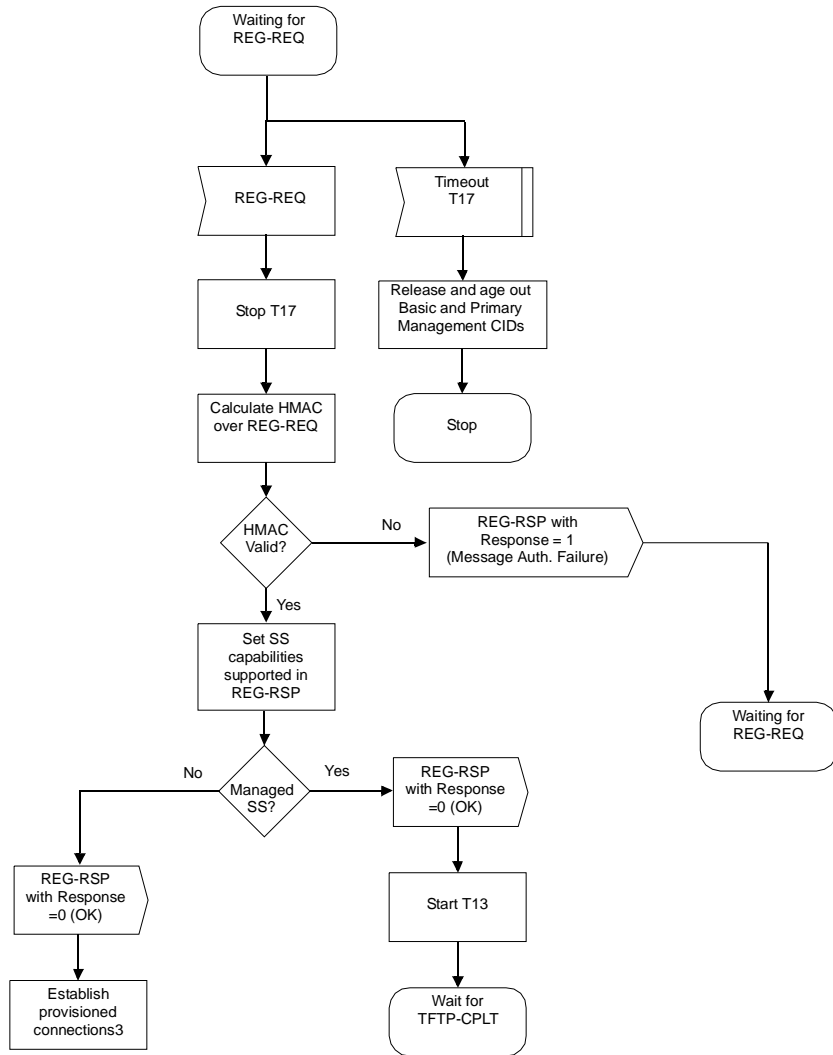 Waiting for
REG-REQ
REG-REQ
Timeout
T17
Stop T17
Release and age out
Basic and Primary
Management CIDs
Calculate HMAC
over REG-REQ
Stop
HMAC
Valid?
No
REG-RSP with
Response = 1
(Message Auth. Failure)
Yes
Set SS
capabilities
supported in
REG-RSP
Waiting for
REG-REQ
No
Managed
SS?
Yes
REG-RSP
with Response
=0 (OK)
REG-RSP
with Response
=0 (OK)
Start T13
Establish
provisioned
connections3
Wait for
TFTP-CPLT